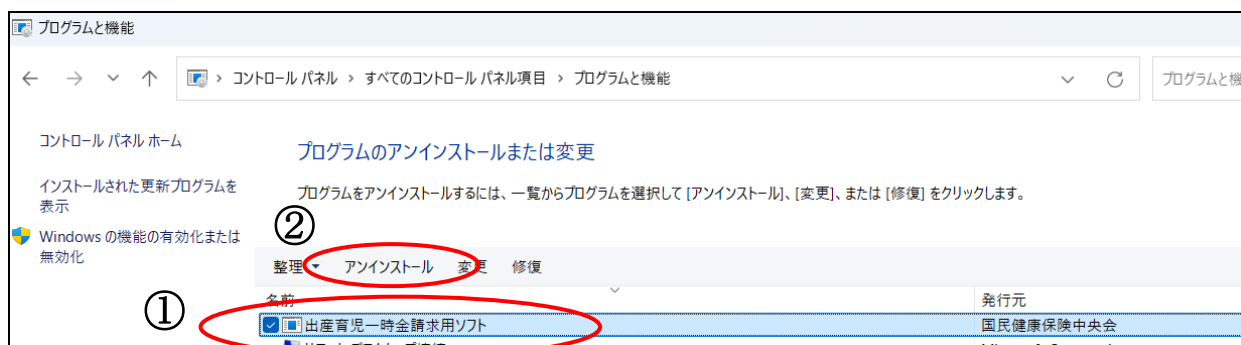 プログラムと機能
コントロール パネル > すべてのコントロール パネル項目 > プログラムと機能
プログラムと機
コントロール パネル ホーム
インストールされた更新プログラムを
表示
Windows の機能の有効化または
無効化
プログラムのアンインストールまたは変更
プログラムをアンインストールするには、一覧からプログラムを選択して [アンインストール]、[変更]、または [修復] をクリックします。
②
整理 アンインストール 変更 修復
名前 発行元
①
出産育児一時金請求用ソフト 国民健康保険中央会